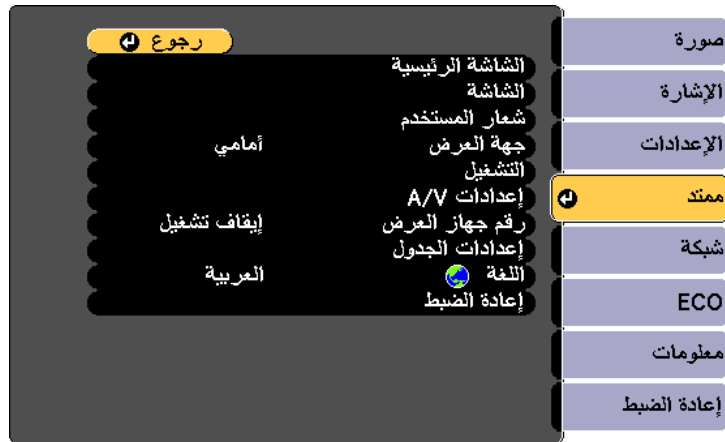 صورة
الإشارة
الإعدادات
ممتد
شبكة
ECO
معلومات
إعادة الضبط
رجوع
الشاشة الرئيسية
الشاشة
شعار المستخدم
جهة العرض أمامي
التشغيل
إعدادات A/V
رقم جهاز العرض إيقاف تشغيل
إعدادات الجدول
اللغة العربية
إعادة الضبط